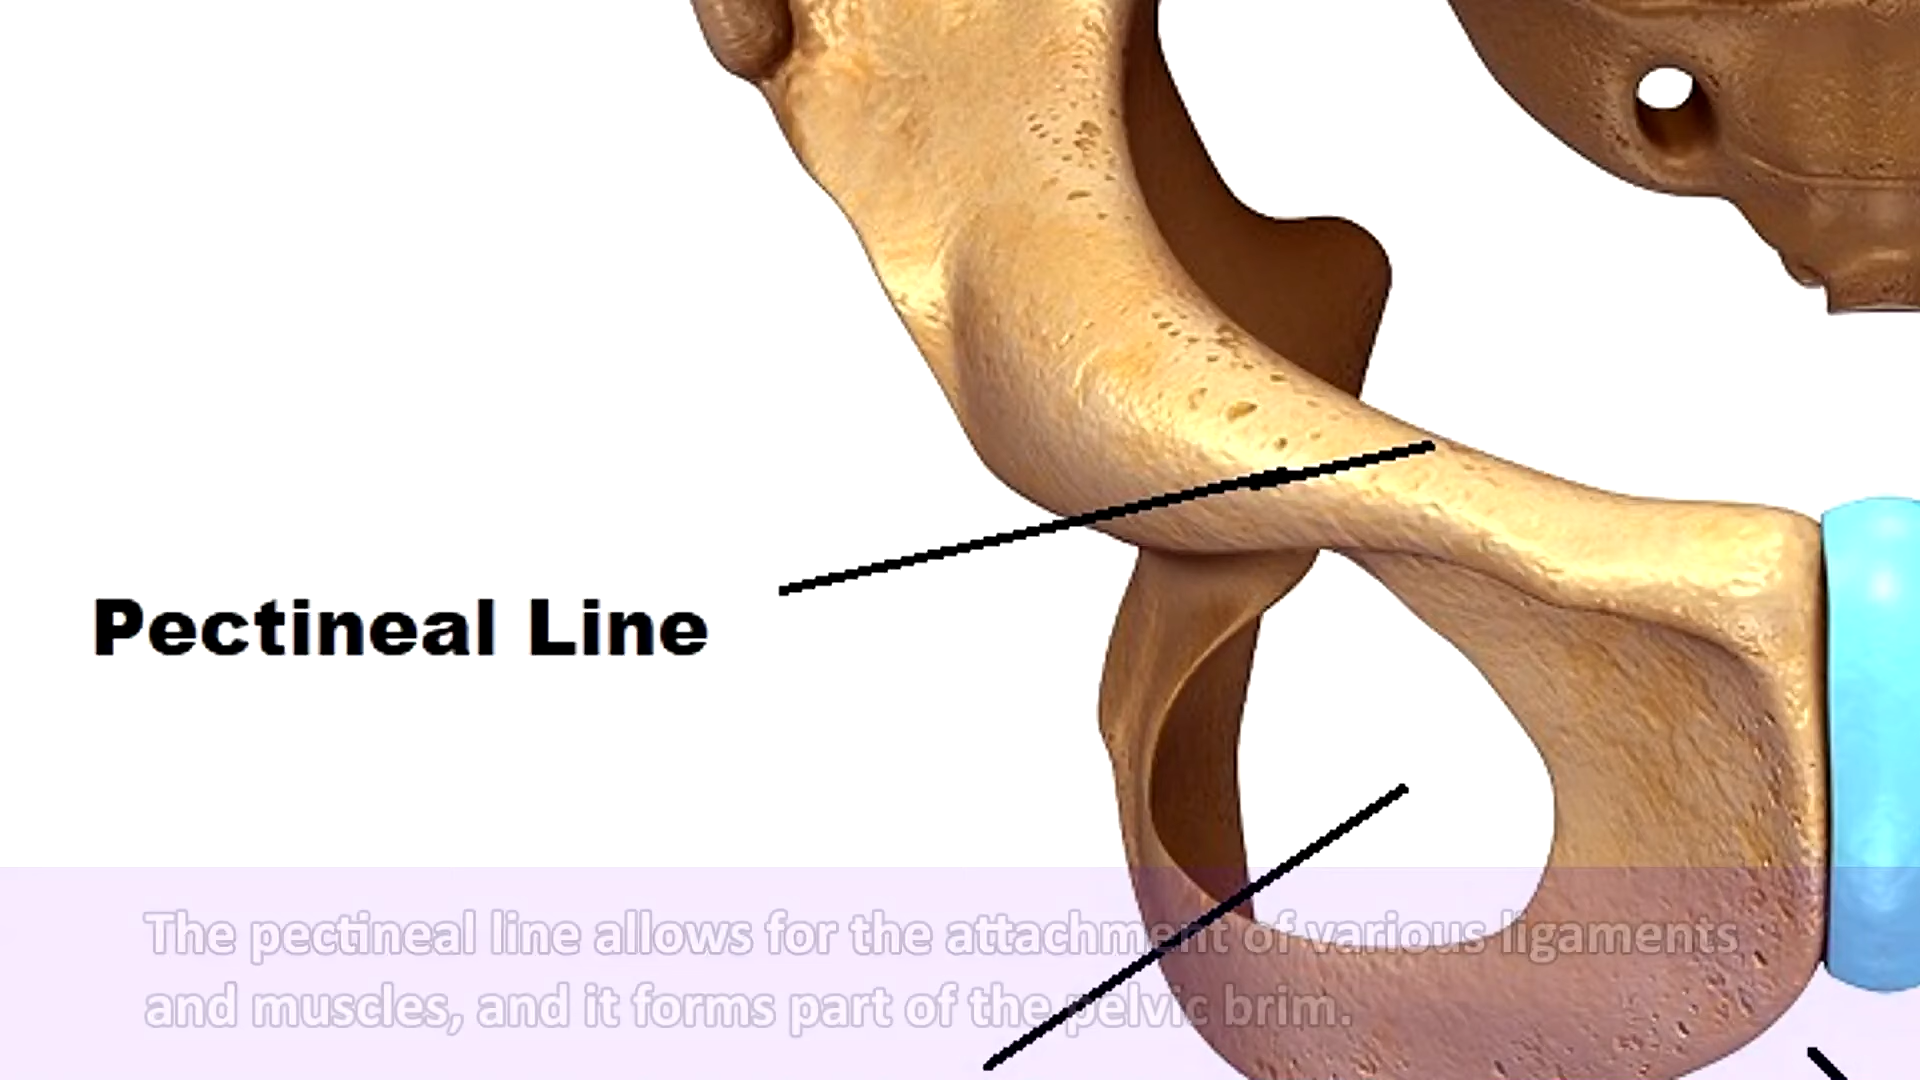 Pectineal Line
The pectineal line allows for the attachment of various ligaments
and muscles, and it forms part of the pelvic brim.